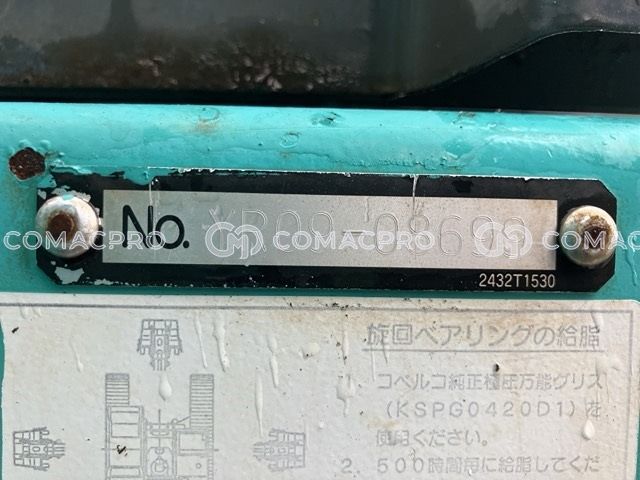 COMACPRO COMACPRO COMACPRO
No.
2432T1530
旋回ベアリングの給脂
コベルコ純正極圧万能グリス
(KSPG0420D1)を
使用ください。
2. 500時間毎に給脂してくだ